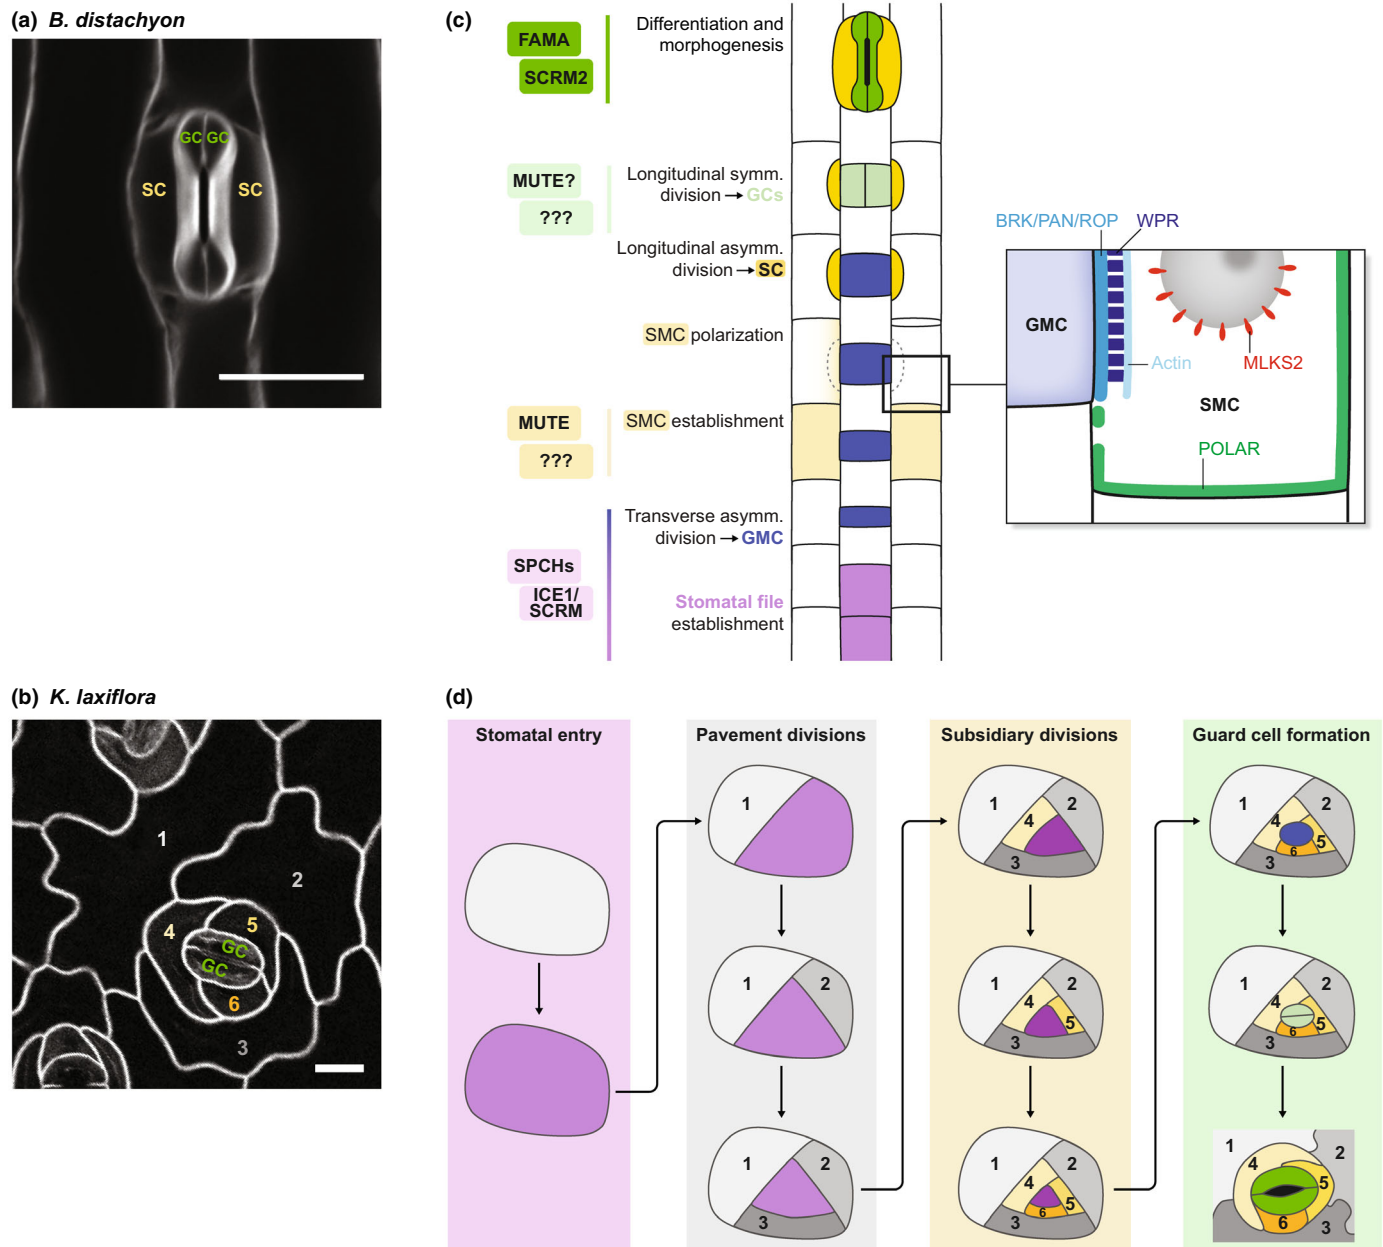 (a) B. distachyon
GC GC
SC SC
(b) K. laxiflora
1
2
4
5
GC
GC
6
3
(c)
FAMA
SCRM2
Differentiation and
morphogenesis
MUTE?
???
Longitudinal symm.
division → GCs
Longitudinal asymm.
division → SC
SMC polarization
MUTE
???
SMC establishment
Transverse asymm.
division → GMC
SPCHs
ICE1/
SCRM
Stomatal file
establishment
BRK/PAN/ROP WPR
GMC
Actin
MLKS2
SMC
POLAR
(d)
Stomatal entry
Pavement divisions
1
1
2
1
2
3
Subsidiary divisions
1
2
4
3
1
2
4
5
3
1
2
4
5
6
3
Guard cell formation
1
2
4
5
6
3
1
2
4
5
6
3
1
2
4
5
6
3